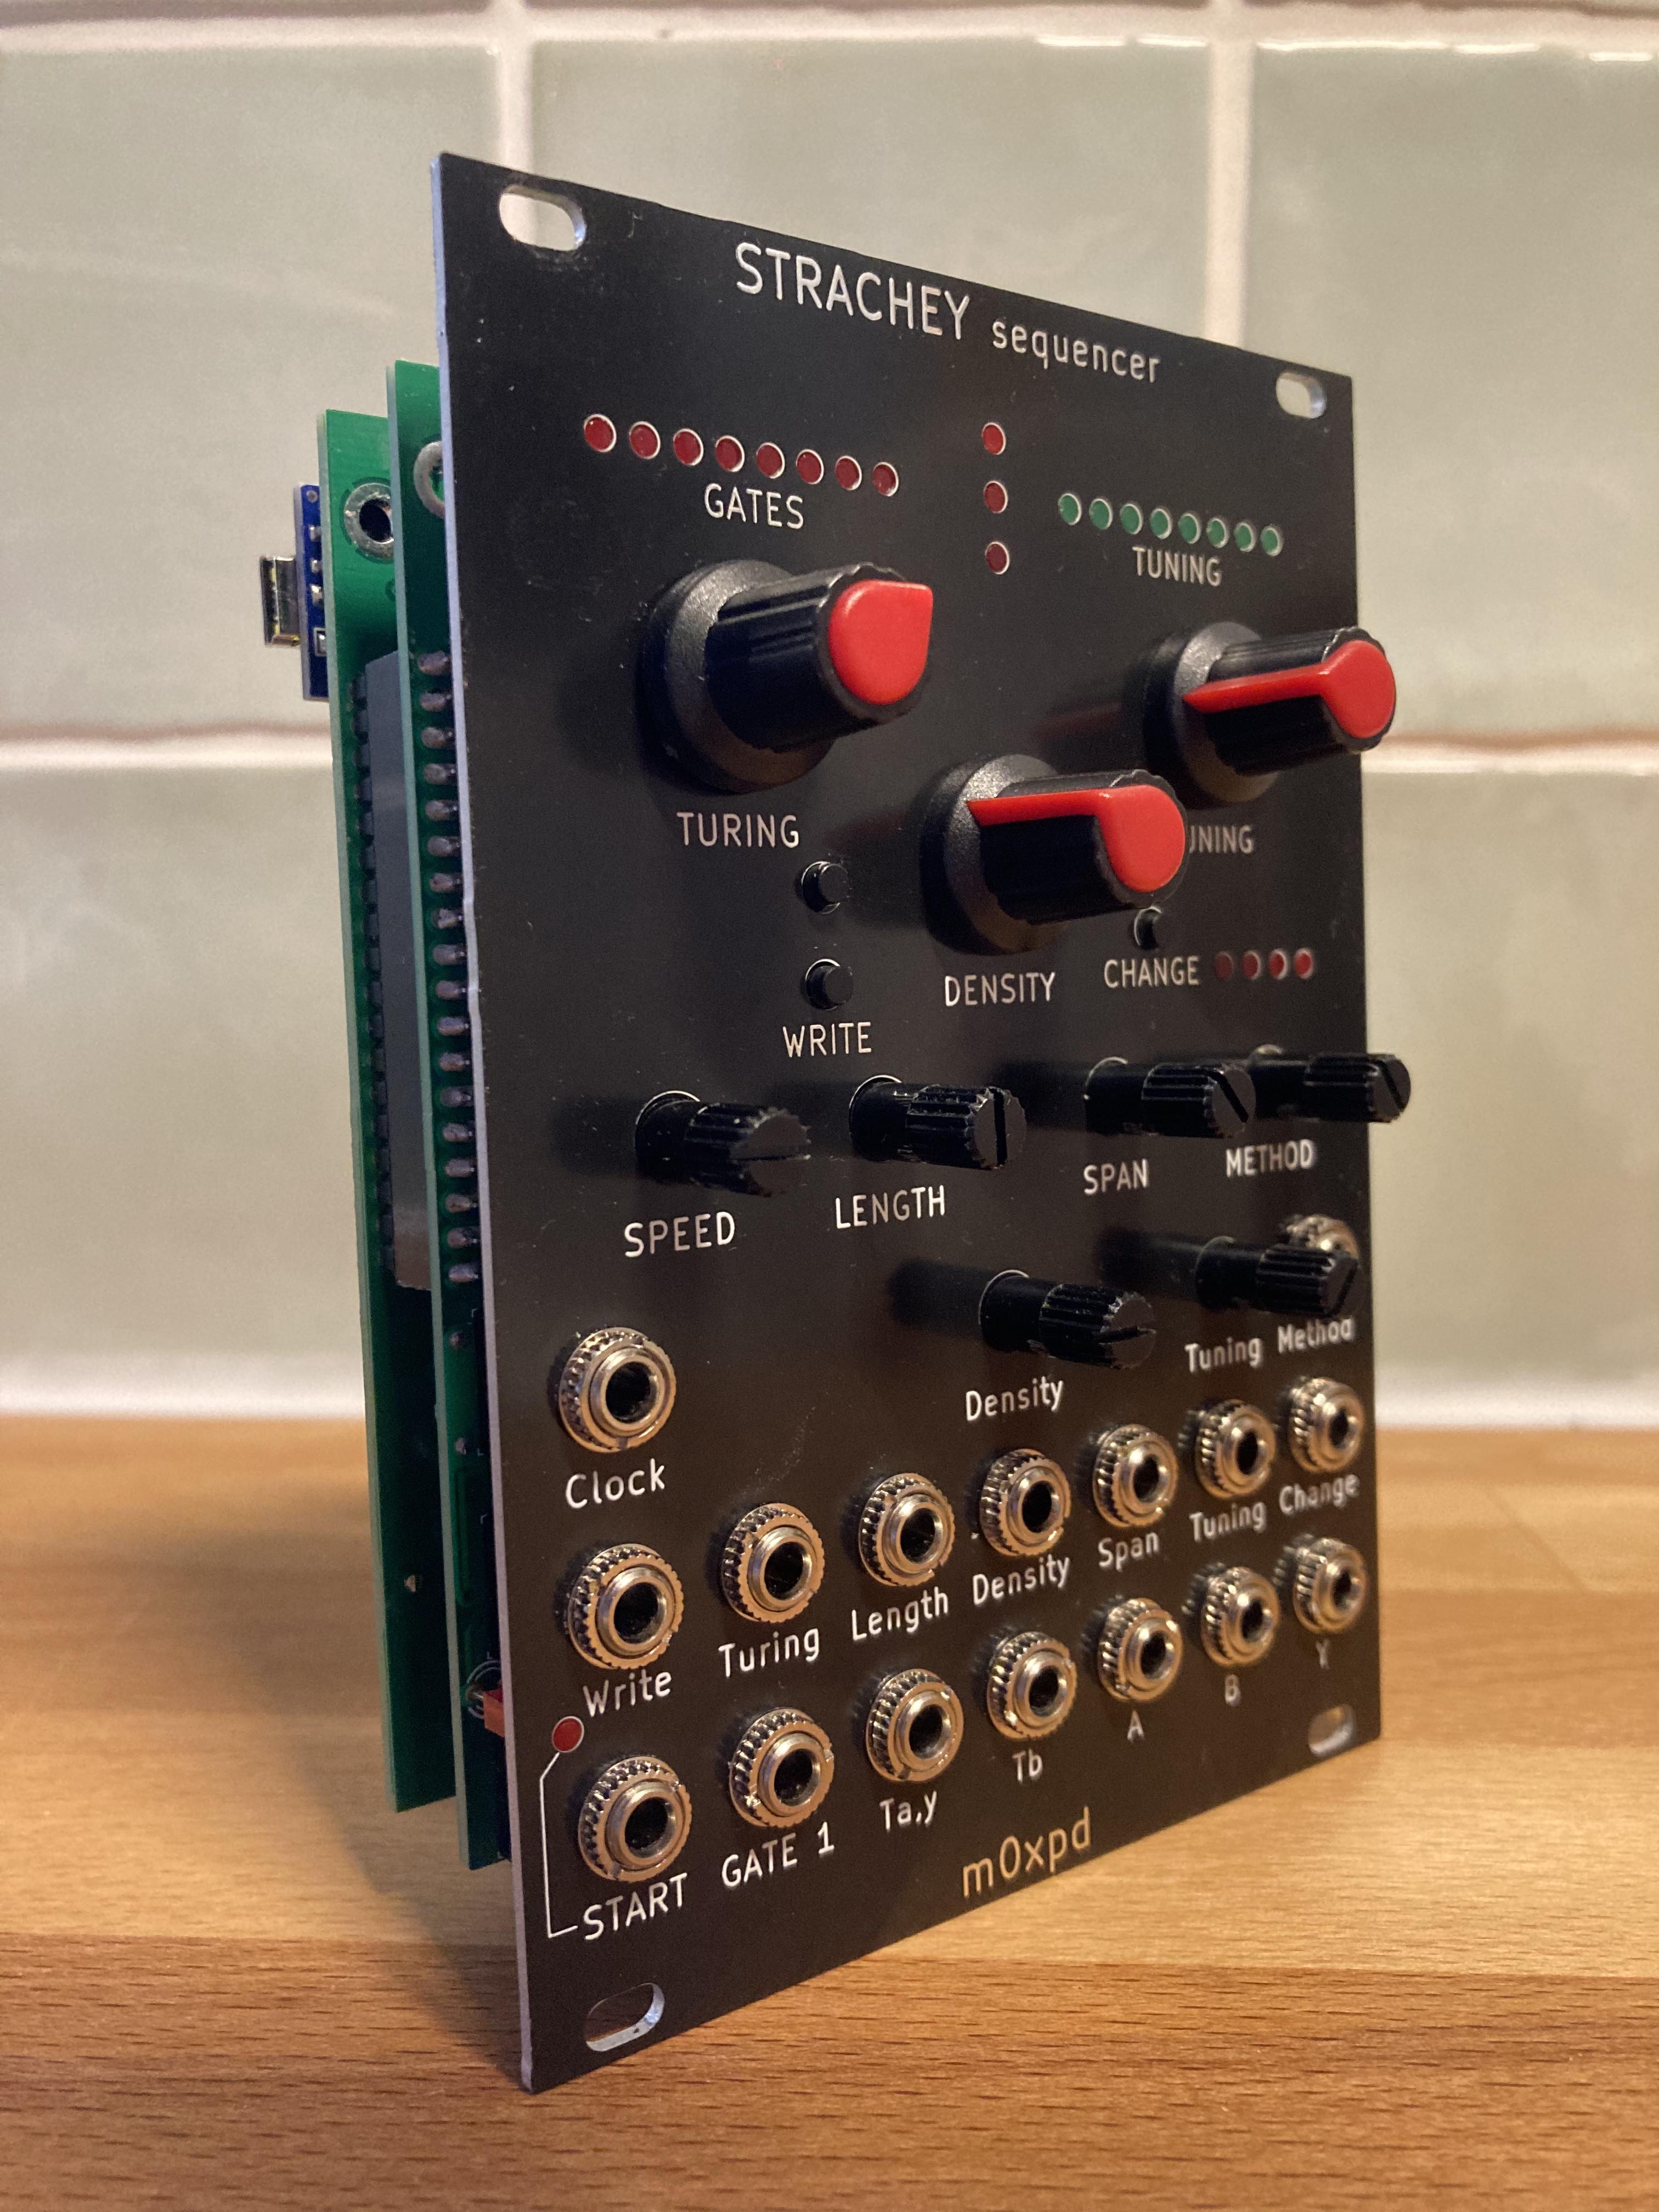 STRACHEY sequencer
GATES
TUNING
TURING
UNING
DENSITY
CHANGE
WRITE
SPEED
LENGTH
SPAN
METHOD
Density
Tuning
Method
Clock
Write
Turing
Length
Density
Span
Tuning
Change
START
GATE 1
Ta,y
Tb
A
B
Y
m0xpd